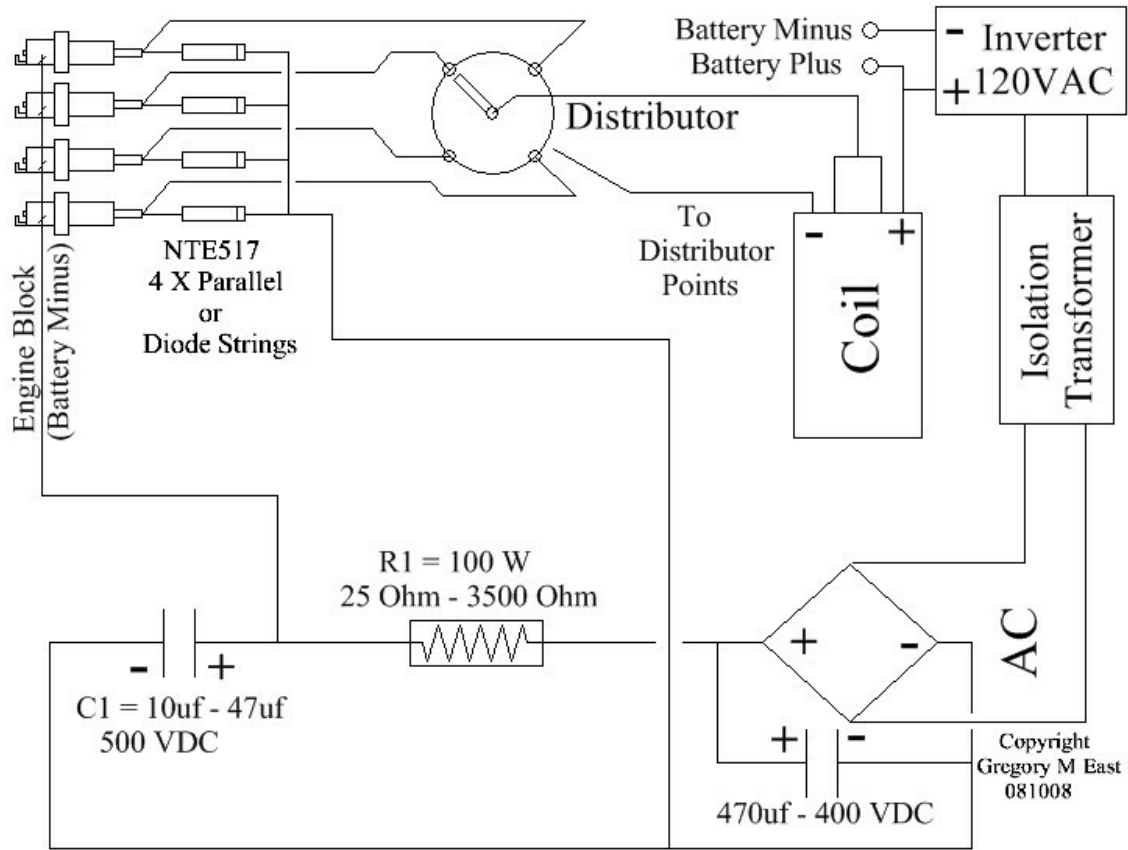 Battery Minus
Battery Plus
-
+
Inverter
120VAC
Distributor
To
Distributor
Points
- +
Coil
Isolation
Transformer
NTE517
4 X Parallel
or
Diode Strings
Engine Block
(Battery Minus)
R1 = 100 W
25 Ohm - 3500 Ohm
- +
C1 = 10uf - 47uf
500 VDC
+ -
AC
+ -
470uf - 400 VDC
Copyright
Gregory M East
081008